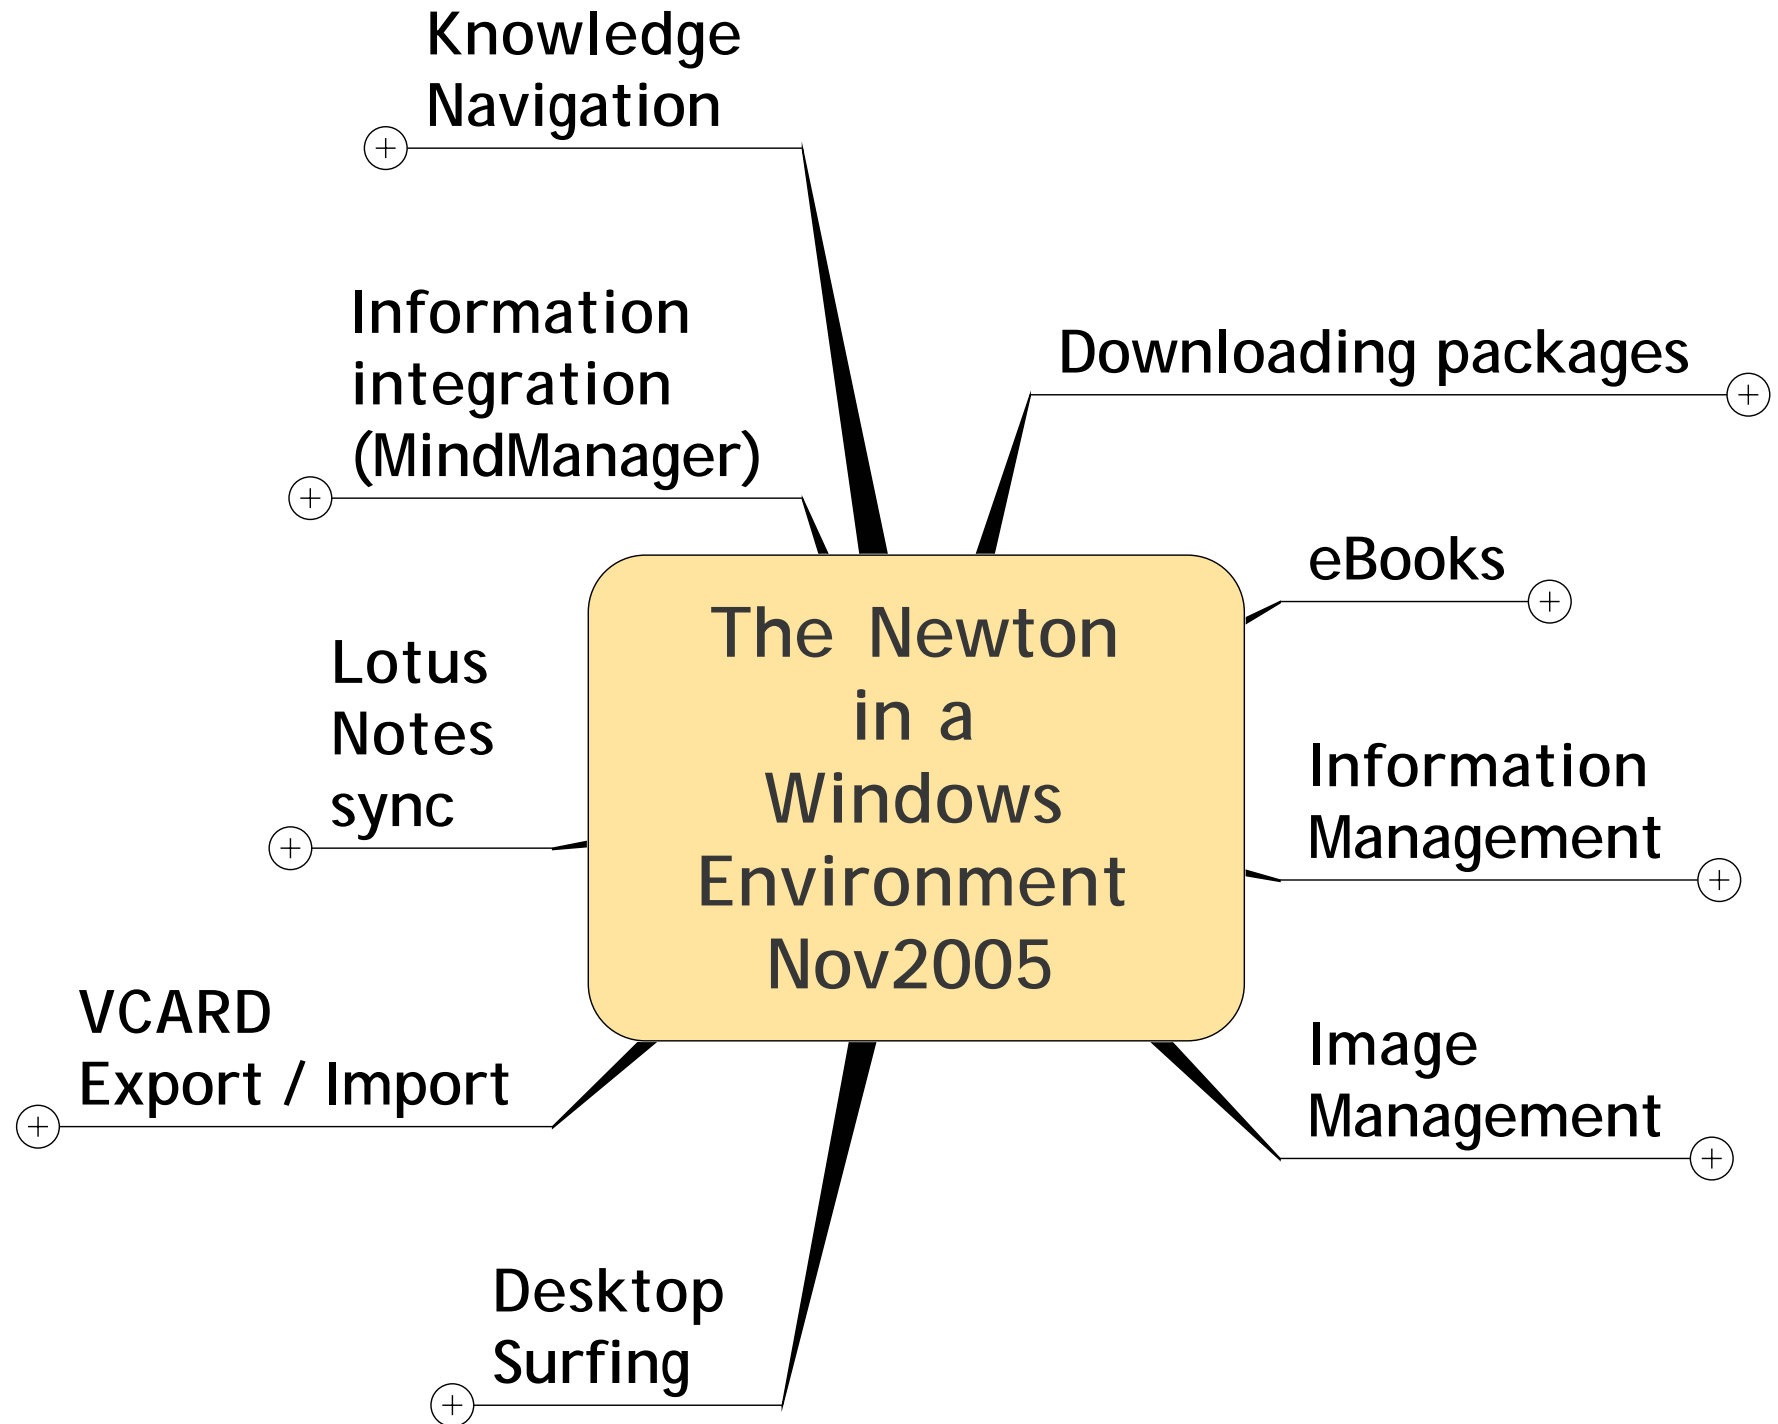 Knowledge
Navigation
Information
integration
(MindManager)
Downloading packages
eBooks
The Newton
in a
Windows
Environment
Nov2005
Lotus
Notes
sync
Information
Management
VCARD
Export / Import
Image
Management
Desktop
Surfing